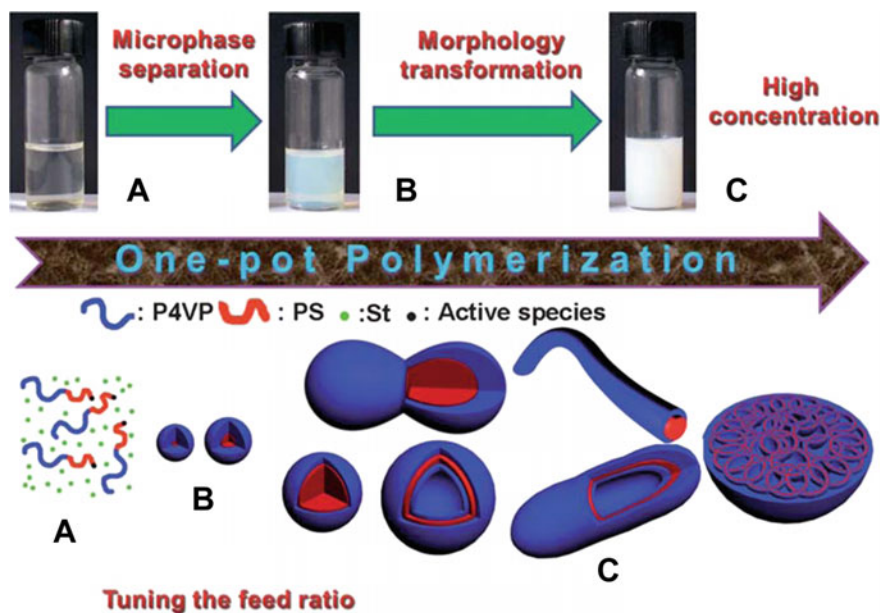 Microphase
separation
Morphology
transformation
High
concentration
A
B
C
One-pot Polymerization
: P4VP : PS :St : Active species
A
B
C
Tuning the feed ratio